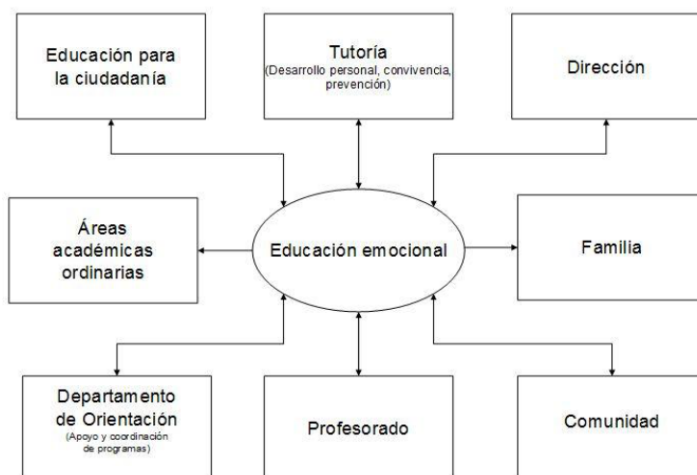 Educación para
la ciudadanía
Tutoría
(Desarrollo personal, convivencia,
prevención)
Dirección
Áreas
académicas
ordinarias
Educación emocional
Familia
Departamento
de Orientación
(Apoyo y coordinación
de programas)
Profesorado
Comunidad